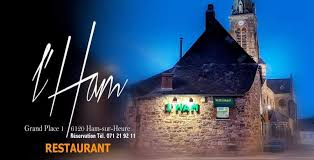 l'Ham
Grand Place 1 6120 Ham-sur-Heure
Réservation Tél. 071 21 92 11
RESTAURANT
l'HAM